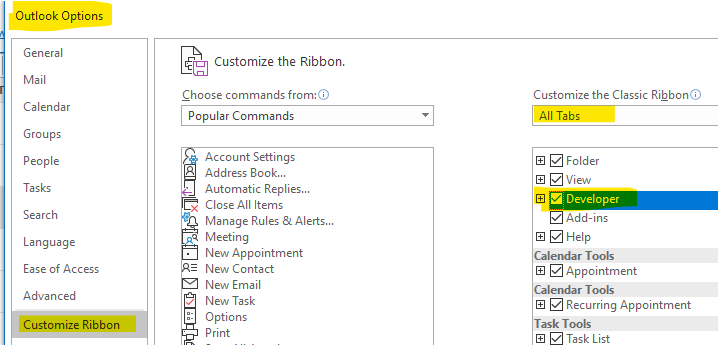 Outlook Options
General
Mail
Calendar
Groups
People
Tasks
Search
Language
Ease of Access
Advanced
Customize Ribbon
Customize the Ribbon.
Choose commands from:
Popular Commands
Account Settings
Address Book...
Automatic Replies...
Close All Items
Manage Rules & Alerts...
Meeting
New Appointment
New Contact
New Email
New Task
Options
Print
Customize the Classic Ribbon
All Tabs
Folder
View
Developer
Add-ins
Help
Calendar Tools
Appointment
Calendar Tools
Recurring Appointment
Task Tools
Task List